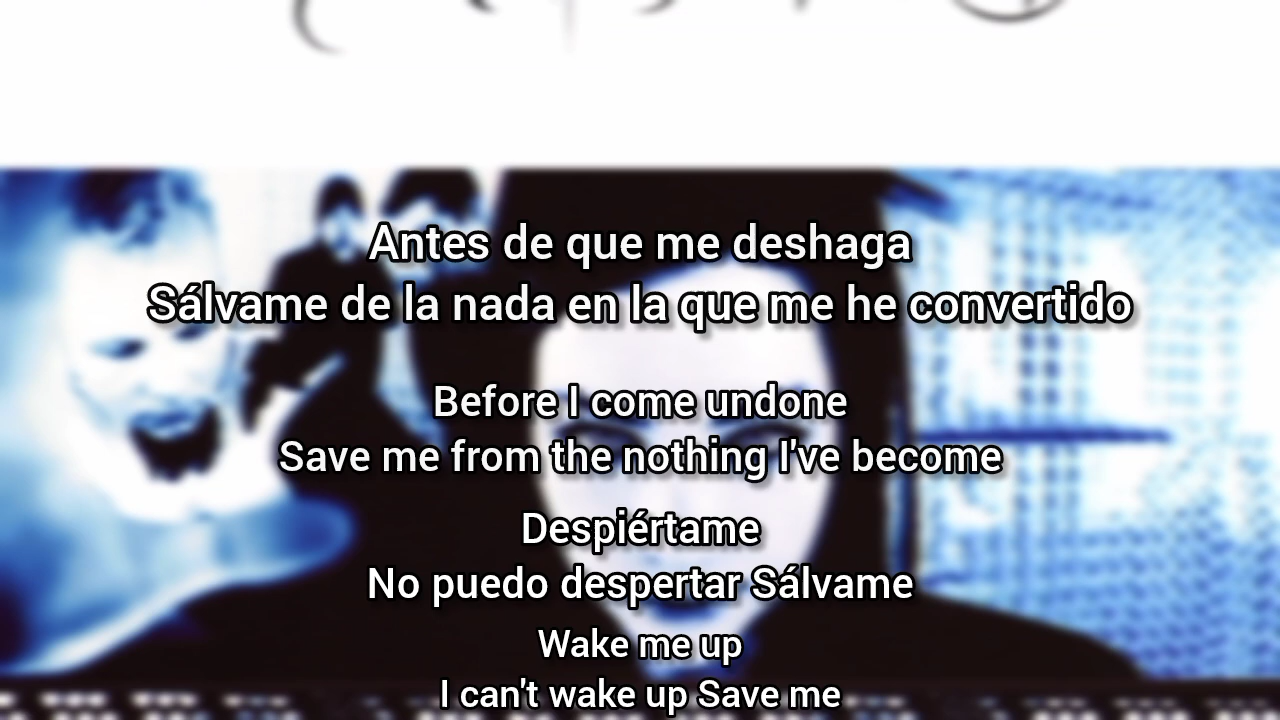 Antes de que me deshaga
Sálvame de la nada en la que me he convertido
Before I come undone
Save me from the nothing I've become
Despiértame
No puedo despertar Sálvame
Wake me up
I can't wake up Save me